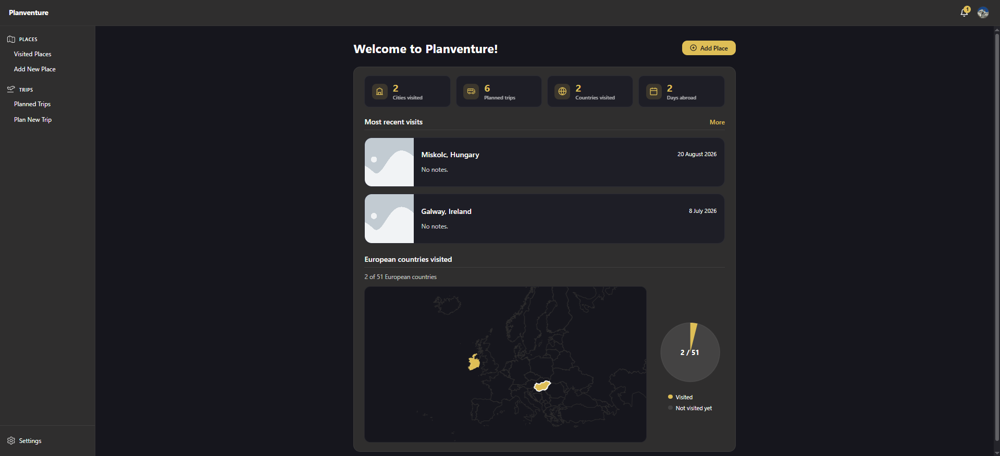 Planventure
1
PLACES
Visited Places
Add New Place
TRIPS
Planned Trips
Plan New Trip
Settings
Welcome to Planventure!
Add Place
2
Cities visited
6
Planned trips
2
Countries visited
2
Days abroad
Most recent visits
More
Miskolc, Hungary
20 August 2026
No notes.
Galway, Ireland
8 July 2026
No notes.
European countries visited
2 of 51 European countries
2 / 51
Visited
Not visited yet